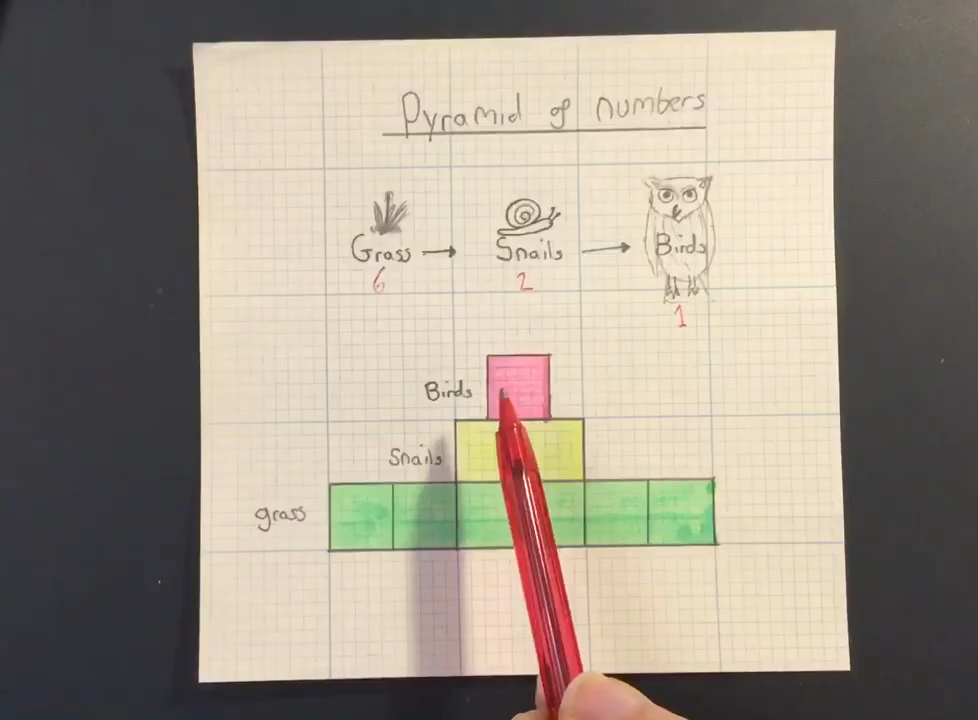 Pyramid of numbers
Grass → Snails → Birds
6 2 1
Birds
Snails
grass